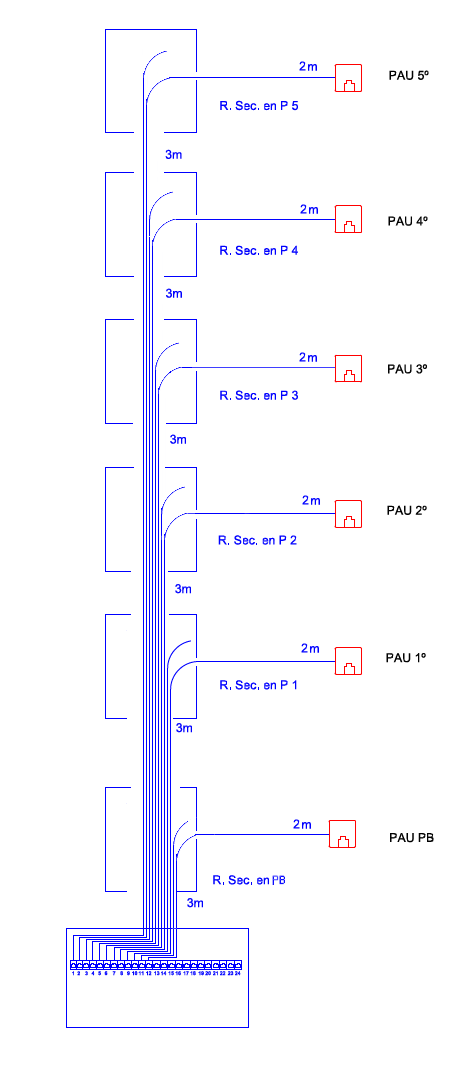 2m
PAU 5º
R. Sec. en P 5
3m
2m
PAU 4º
R. Sec. en P 4
3m
2m
PAU 3º
R. Sec. en P 3
3m
2m
PAU 2º
R. Sec. en P 2
3m
2m
PAU 1º
R. Sec. en P 1
3m
2m
PAU PB
R. Sec. en PB
3m
1 2 3 4 5 6 7 8 9 10 11 12 13 14 15 16 17 18 19 20 21 22 23 24